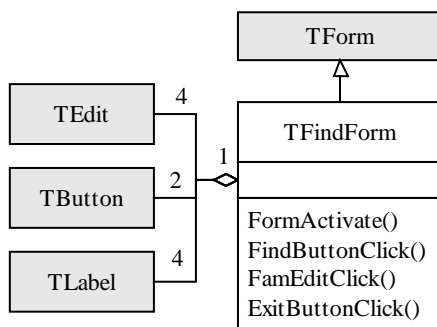 TForm
4
TEdit
TFindForm
1
2
TButton
FormActivate()
FindButtonClick()
4
FamEditClick()
TLabel
ExitButtonClick()